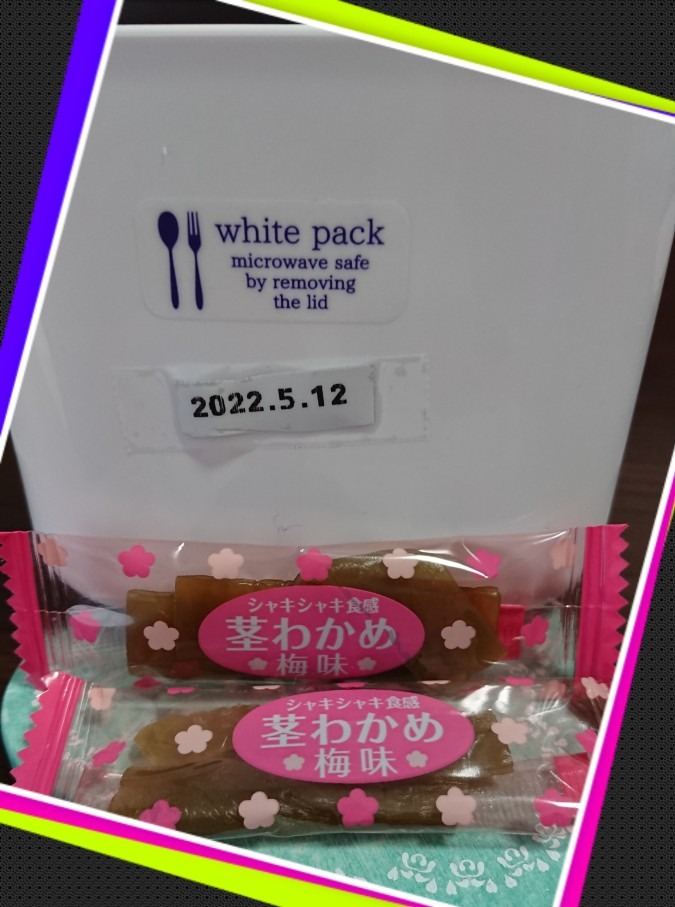 white pack
microwave safe
by removing
the lid
2022.5.12
シャキシャキ食感
茎わかめ
梅味
シャキシャキ食感
茎わかめ
梅味